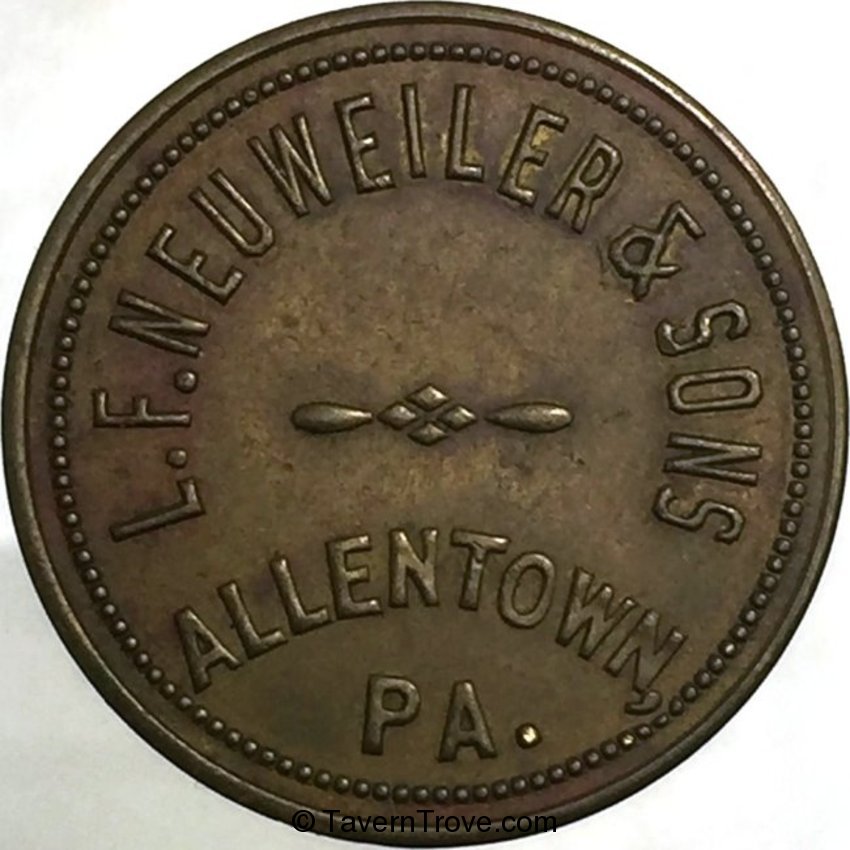 L. F. NEUWEILER & SONS
ALLENTOWN,
PA.
© TavernTrove.com